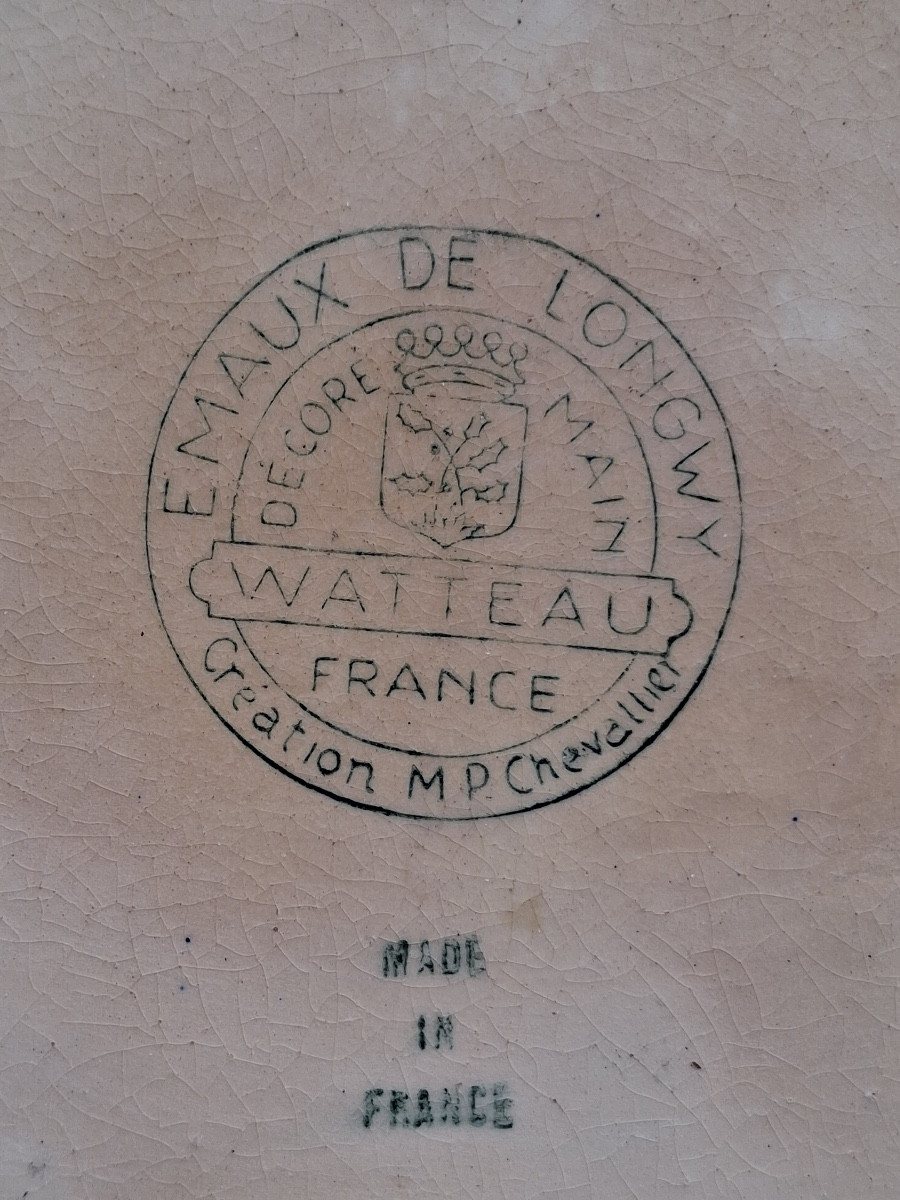 EMAUX DE LONGWY
DÉCORÉ MAIN
WATTEAU
FRANCE
Création M.P. Chevallier
MADE
IN
FRANCE